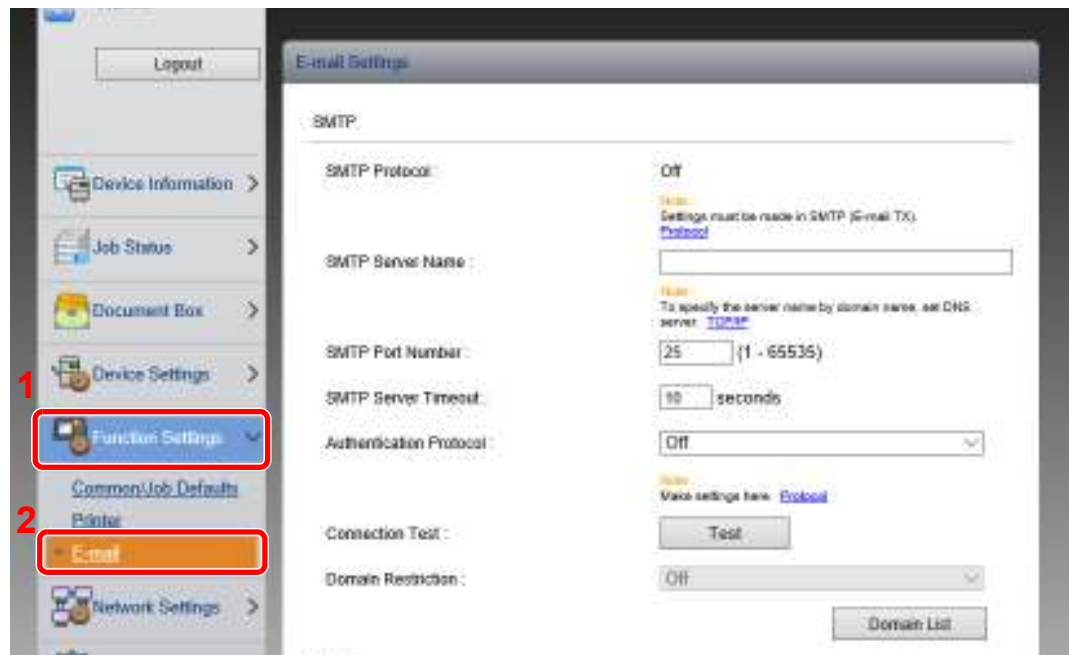 Logout
E-mail Settings
SMTP
SMTP Protocol :
Off
Note :
Settings must be made in SMTP (E-mail TX).
Protocol
SMTP Server Name :
Note :
To specify the server name by domain name, set DNS
server. TCP/IP
SMTP Port Number :
25 (1 - 65535)
SMTP Server Timeout :
10 seconds
Authentication Protocol :
Off
Note :
Make settings here. Protocol
Connection Test :
Test
Domain Restriction :
Off
Domain List
Device Information
Job Status
Document Box
Device Settings
1
Function Settings
Common/Job Defaults
Printer
2
E-mail
Network Settings